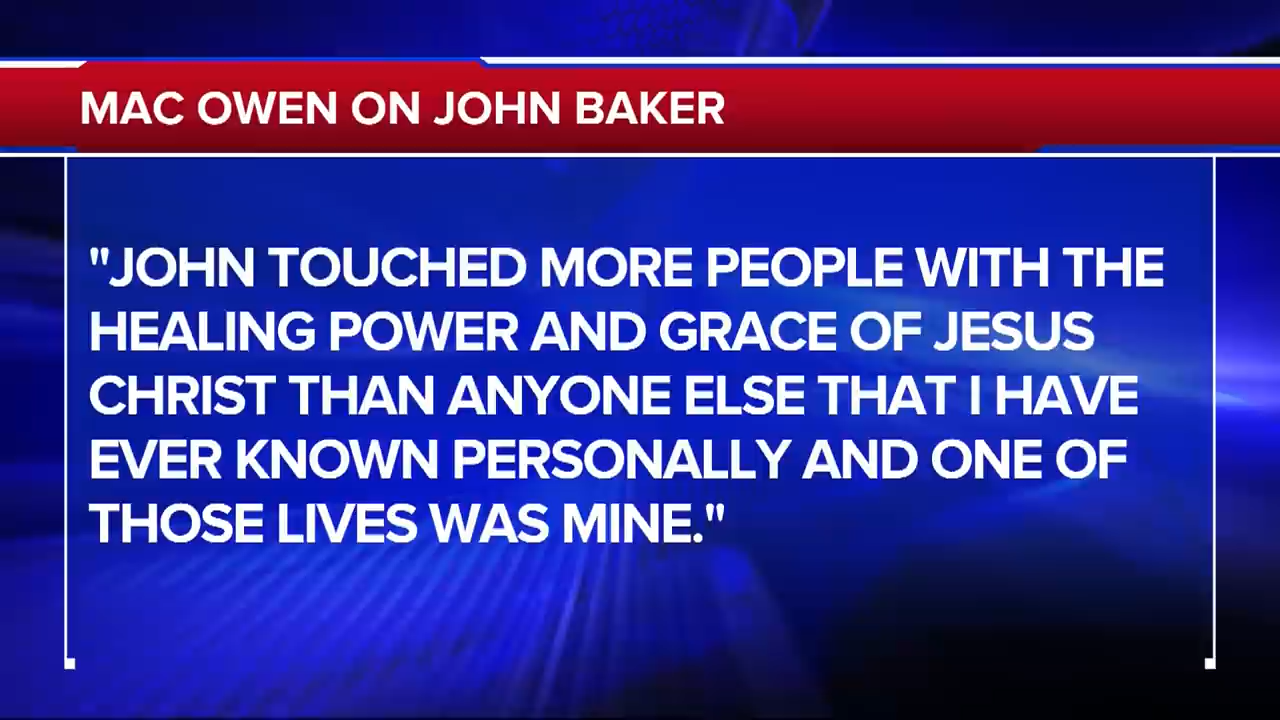 MAC OWEN ON JOHN BAKER
"JOHN TOUCHED MORE PEOPLE WITH THE
HEALING POWER AND GRACE OF JESUS
CHRIST THAN ANYONE ELSE THAT I HAVE
EVER KNOWN PERSONALLY AND ONE OF
THOSE LIVES WAS MINE."